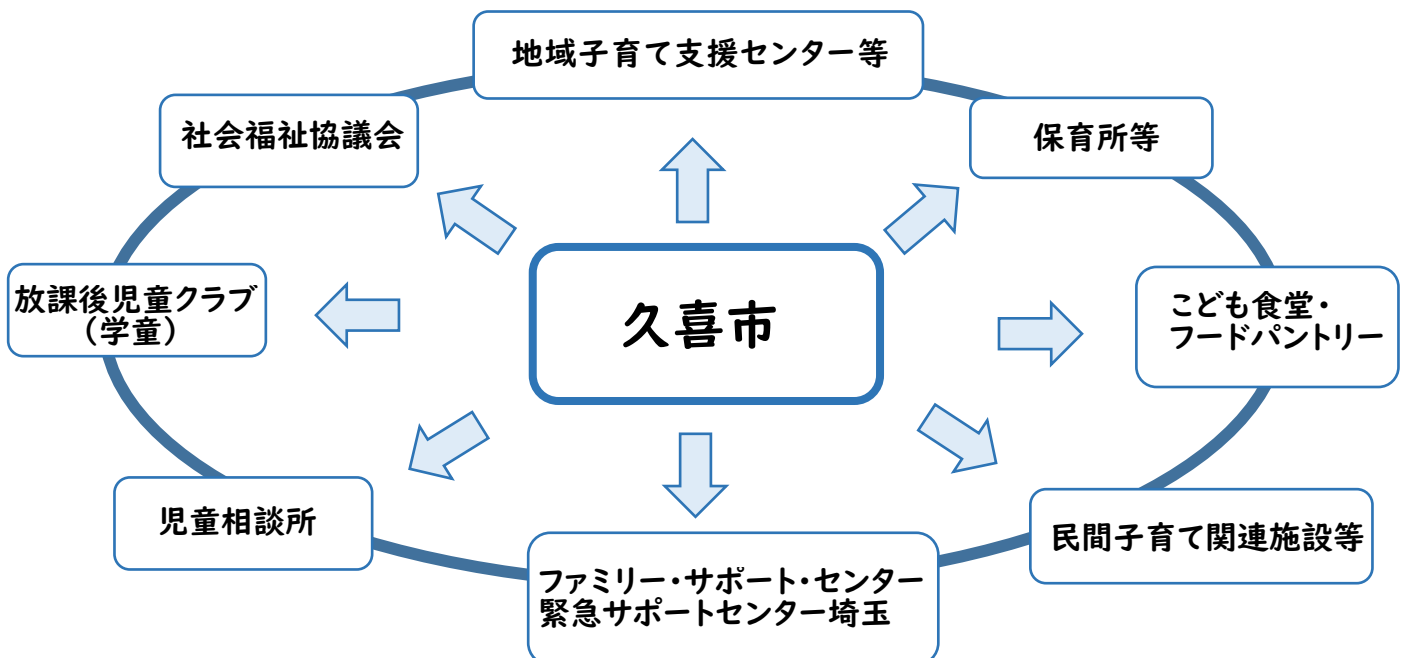 地域子育て支援センター等
社会福祉協議会
保育所等
放課後児童クラブ
(学童)
久喜市
こども食堂・
フードパントリー
児童相談所
民間子育て関連施設等
ファミリー・サポート・センター
緊急サポートセンター埼玉